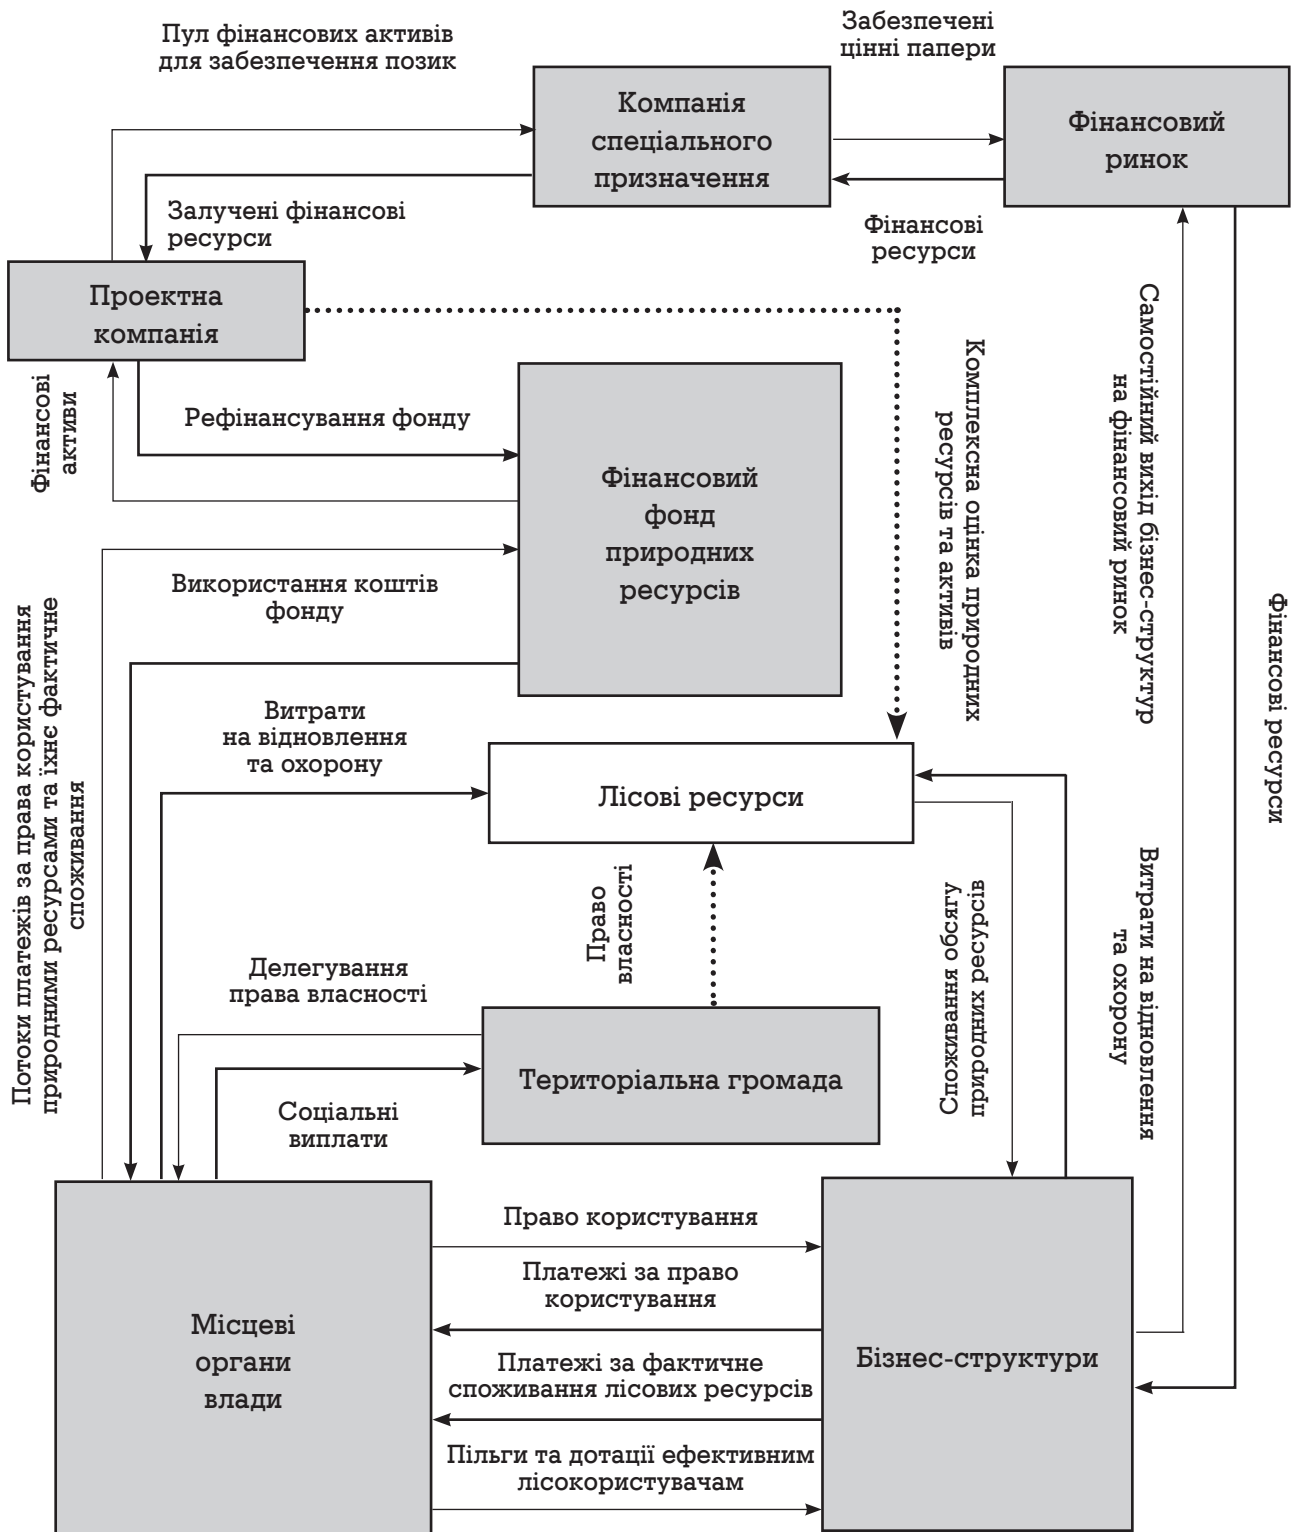 Пул фінансових активів
для забезпечення позик
Забезпечені
цінні папери
Компанія
спеціального
призначення
Фінансовий
ринок
Залучені фінансові
ресурси
Фінансові
ресурси
Проектна
компанія
Фінансові
активи
Рефінансування фонду
Фінансовий
фонд
природних
ресурсів
Комплексна оцінка природних
ресурсів та активів
Самостійний вихід бізнес-структур
на фінансовий ринок
Фінансові ресурси
Використання коштів
фонду
Потоки платежів за права користування
природними ресурсами та їхнє фактичне
споживання
Витрати
на відновлення
та охорону
Лісові ресурси
Право
власності
Споживання обсягу
природних ресурсів
Витрати на відновлення
та охорону
Делегування
права власності
Територіальна громада
Соціальні
виплати
Право користування
Платежі за право
користування
Місцеві
органи
влади
Бізнес-структури
Платежі за фактичне
споживання лісових ресурсів
Пільги та дотації ефективним
лісокористувачам